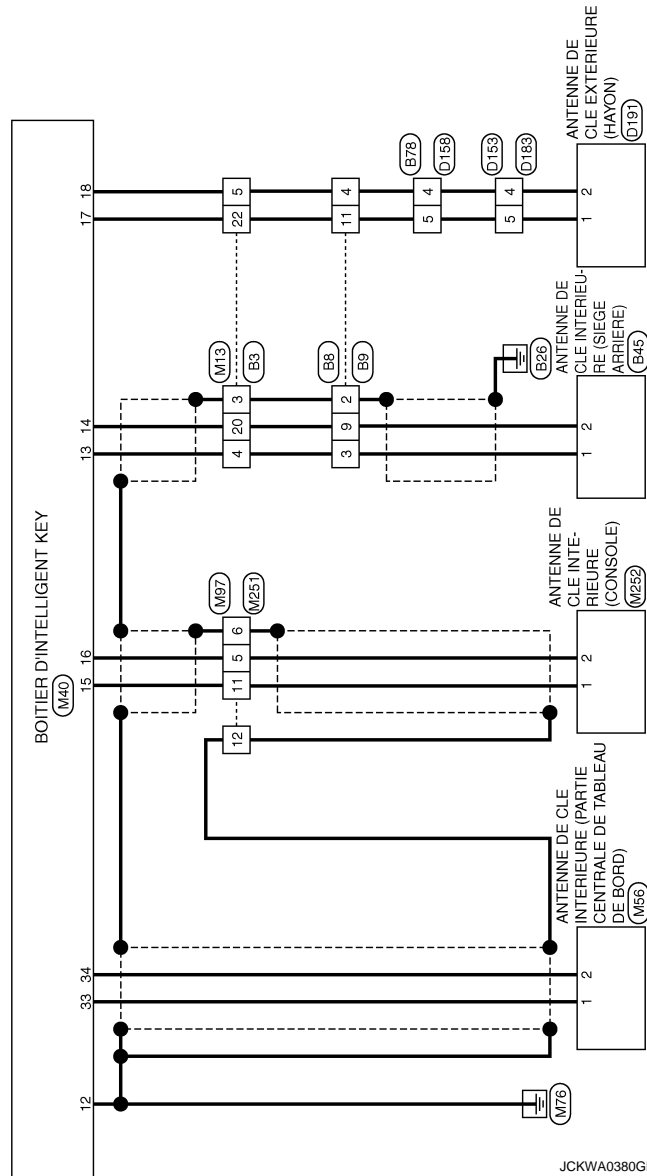 BOITIER D'INTELLIGENT KEY
M40
12
33
34
15
16
13
14
17
18
M97
M251
12
11
5
6
M13
B3
4
20
3
22
5
B8
B9
3
9
2
11
4
B78
D158
5
4
D153
D183
5
4
M76
ANTENNE DE CLE
INTERIEURE (PARTIE
CENTRALE DE TABLEAU
DE BORD)
M56
1
2
ANTENNE DE
CLE INTE-
RIEURE
(CONSOLE)
M252
1
2
B26
ANTENNE DE
CLE INTERIEU-
RE (SIEGE
ARRIERE)
B45
1
2
ANTENNE DE
CLE EXTERIEURE
(HAYON)
D191
1
2